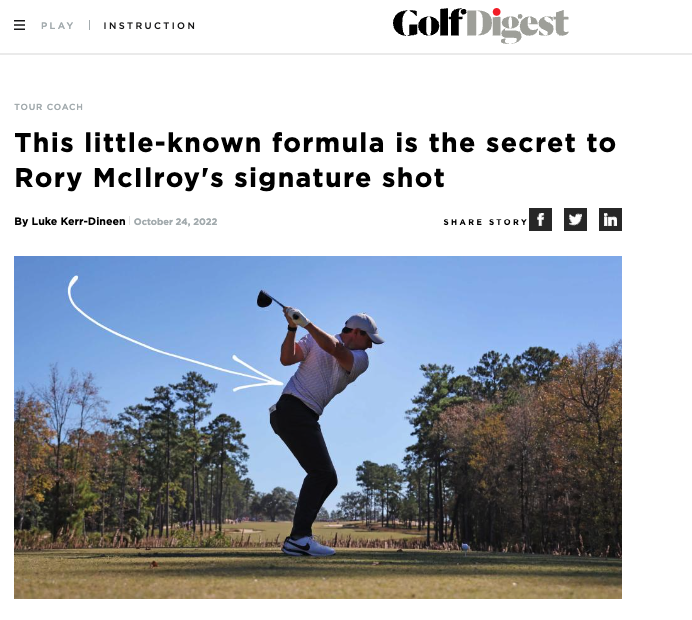 PLAY | INSTRUCTION
GolfDigest
TOUR COACH
This little-known formula is the secret to
Rory McIlroy's signature shot
By Luke Kerr-Dineen | October 24, 2022
SHARE STORY